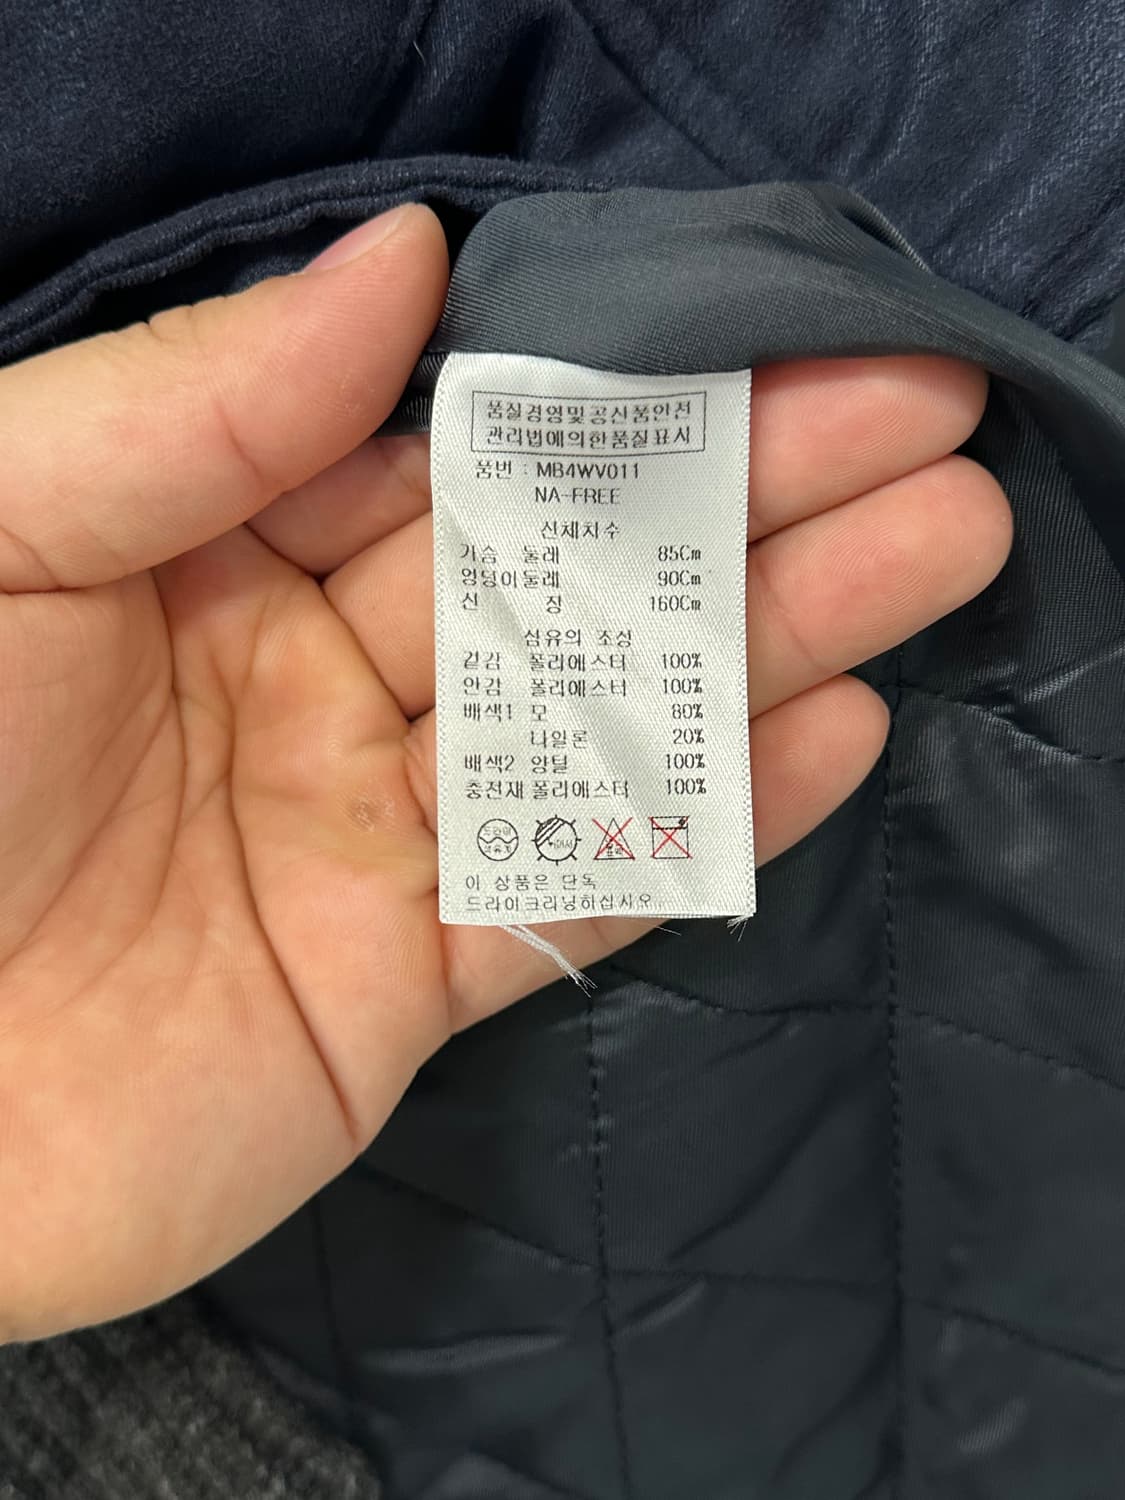 품질경영및공산품안전
관리법에의한품질표시
품번 : MB4WV011
NA-FREE
신체치수
가슴 둘레 85Cm
엉덩이둘레 90Cm
신 장 160Cm
섬유의 조성
겉감 폴리에스터 100%
안감 폴리에스터 100%
배색1 모 80%
나일론 20%
배색2 양털 100%
충전재 폴리에스터 100%
이 상품은 단독
드라이크리닝하십시오.